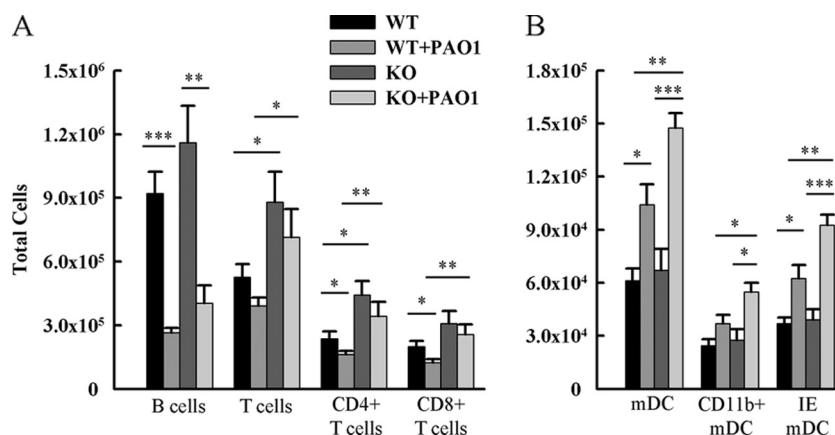 A
WT
WT+PAO1
KO
KO+PAO1
B
Total Cells
1.5x10⁶
1.2x10⁶
9.0x10⁵
6.0x10⁵
3.0x10⁵
0
***
**
*
*
*
*
**
*
**
B cells
T cells
CD4+
T cells
CD8+
T cells
1.8x10⁵
1.5x10⁵
1.2x10⁵
9.0x10⁴
6.0x10⁴
3.0x10⁴
0
**
***
*
*
*
**
***
*
mDC
CD11b+
mDC
IE
mDC